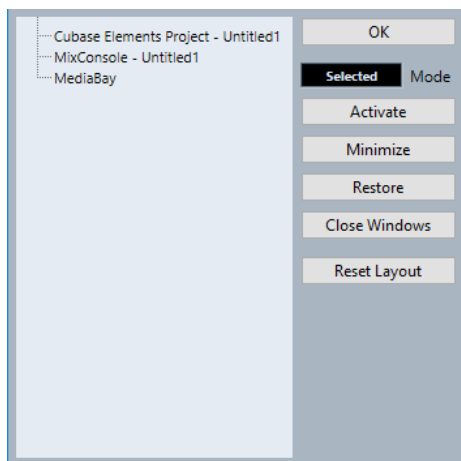 Cubase Elements Project - Untitled1
MixConsole - Untitled1
MediaBay
OK
Selected Mode
Activate
Minimize
Restore
Close Windows
Reset Layout